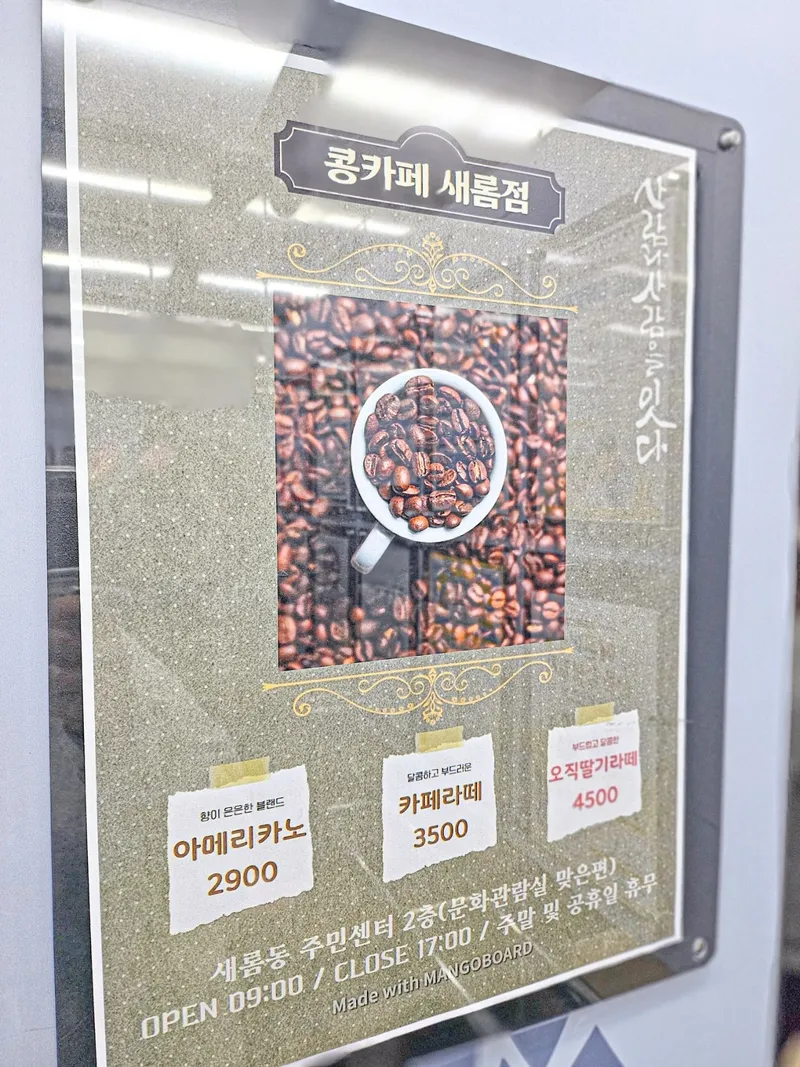 콩카페 새롬점
사람과 사람을 잇다
향이 은은한 블랜드
아메리카노
2900
달콤하고 부드러운
카페라떼
3500
부드럽고 달콤한
오직딸기라떼
4500
새롬동 주민센터 2층(문화관람실 맞은편)
OPEN 09:00 / CLOSE 17:00 / 주말 및 공휴일 휴무
Made with MANGOBOARD